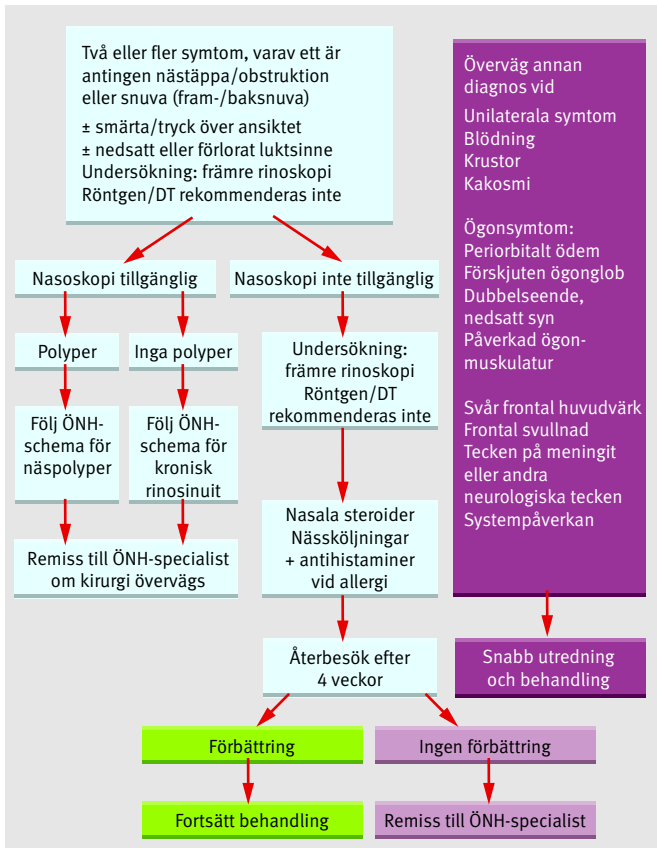 Två eller fler symtom, varav ett är
antingen nästäppa/obstruktion
eller snuva (fram-/baksnuva)
± smärta/tryck över ansiktet
± nedsatt eller förlorat luktsinne
Undersökning: främre rinoskopi
Röntgen/DT rekommenderas inte
Nasoskopi tillgänglig
Nasoskopi inte tillgänglig
Polyper
Inga polyper
Följ ÖNH-
schema för
näspolyper
Följ ÖNH-
schema för
kronisk
rinosinuit
Remiss till ÖNH-specialist
om kirurgi övervägs
Undersökning:
främre rinoskopi
Röntgen/DT
rekommenderas inte
Nasala steroider
Nässköljningar
+ antihistaminer
vid allergi
Återbesök efter
4 veckor
Förbättring
Ingen förbättring
Fortsätt behandling
Remiss till ÖNH-specialist
Överväg annan
diagnos vid
Unilaterala symtom
Blödning
Krustor
Kakosmi
Ögonsymtom:
Periorbitalt ödem
Förskjuten ögonglob
Dubbelseende,
nedsatt syn
Påverkad ögon-
muskulatur
Svår frontal huvudvärk
Frontal svullnad
Tecken på meningit
eller andra
neurologiska tecken
Systempåverkan
Snabb utredning
och behandling